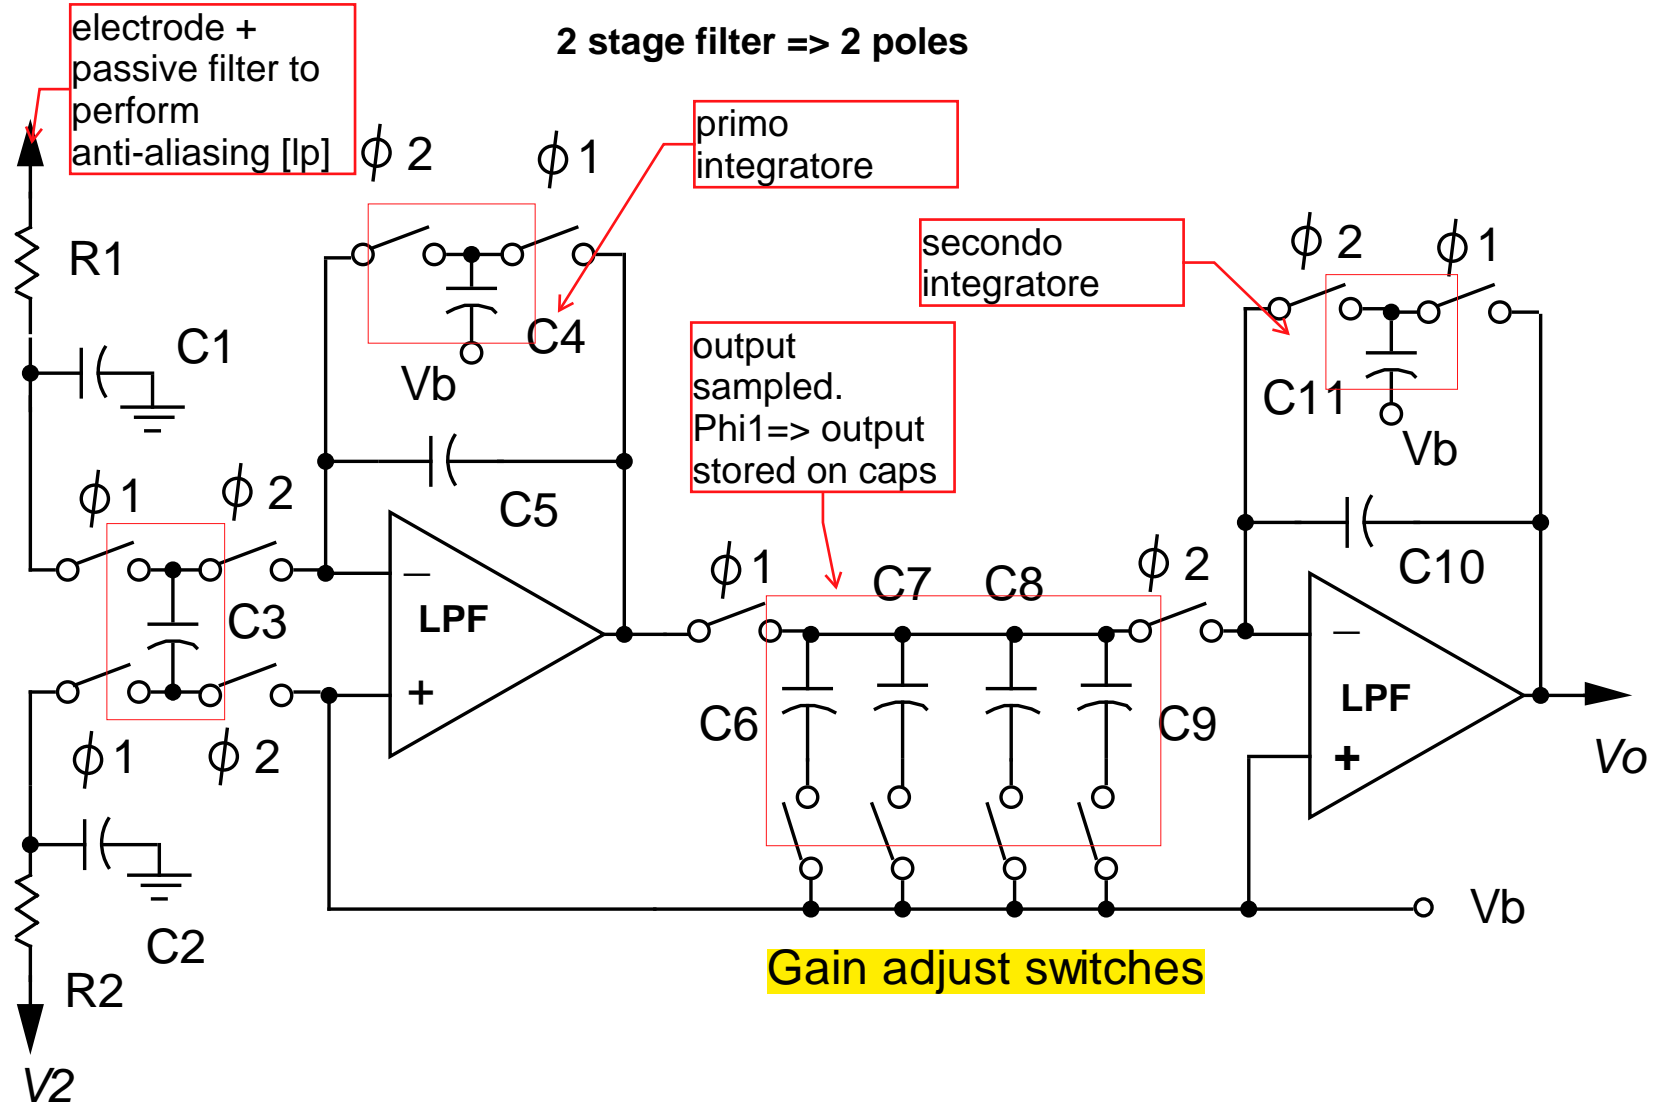 electrode +
passive filter to
perform
anti-aliasing [lp]
2 stage filter => 2 poles
primo
integratore
ϕ 2
ϕ 1
R1
secondo
integratore
ϕ 2
ϕ 1
C1
C4
Vb
output
sampled.
Phi1=> output
stored on caps
C11
Vb
ϕ 1
ϕ 2
C5
C10
ϕ 1
C7
C8
ϕ 2
C3
LPF
–
+
C6
C9
LPF
–
+
ϕ 1
ϕ 2
Vo
C2
Vb
R2
Gain adjust switches
V2